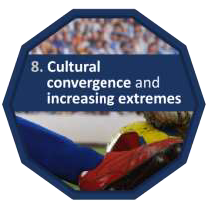 8. Cultural
convergence and
increasing extremes